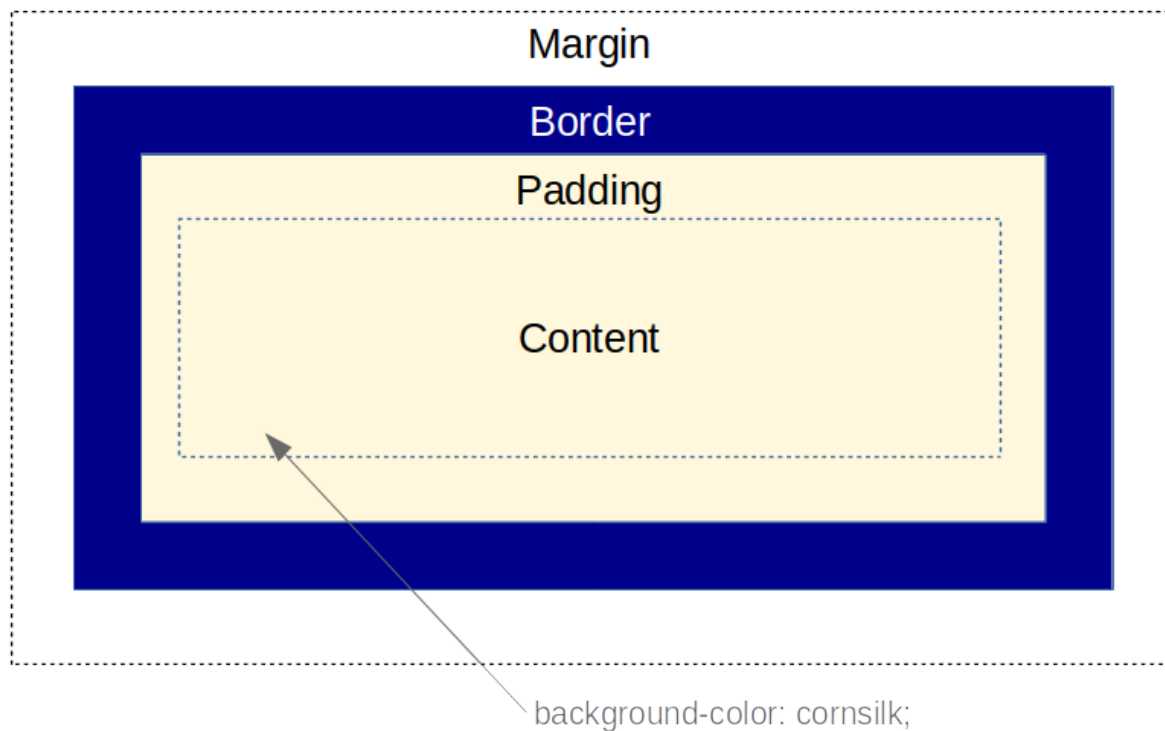 Margin
Border
Padding
Content
background-color: cornsilk;